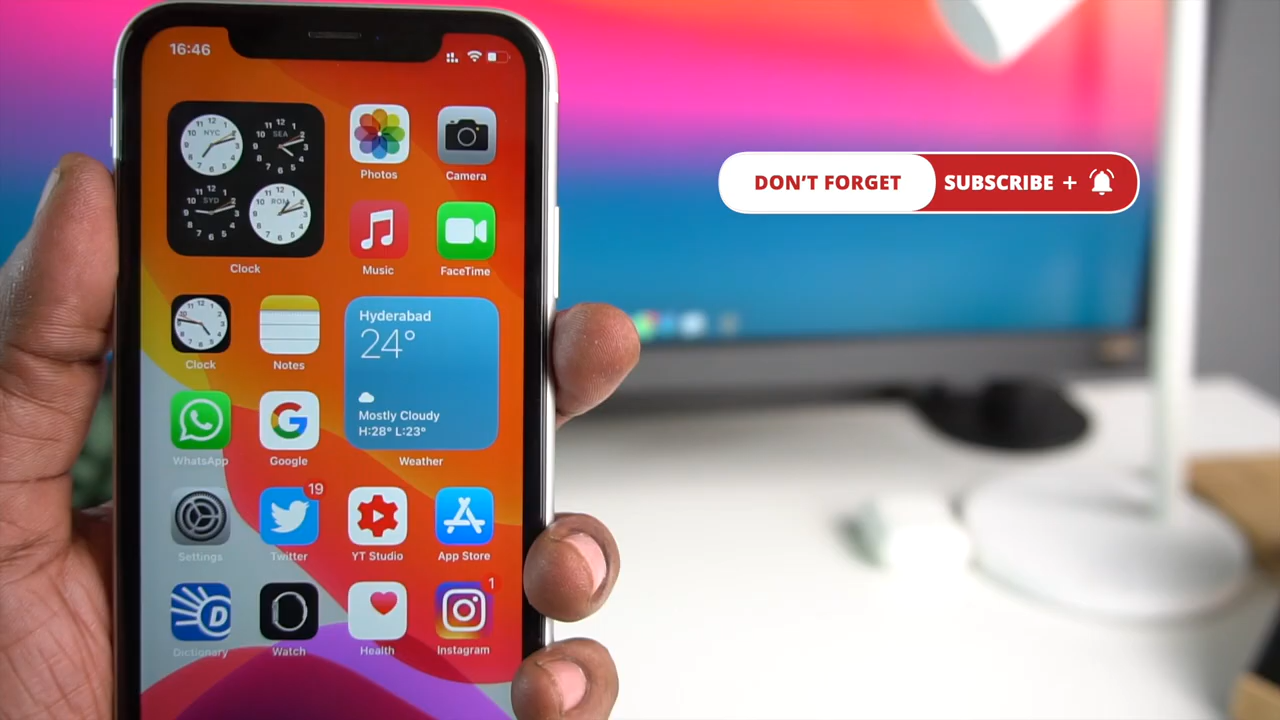 16:46
NYC
SEA
SYD
ROM
Clock
Photos
Camera
Music
FaceTime
DON'T FORGET
SUBSCRIBE +
Clock
Notes
Hyderabad
24°
Mostly Cloudy
H:28° L:23°
Weather
WhatsApp
Google
19
Settings
Twitter
YT Studio
App Store
1
Dictionary
Watch
Health
Instagram